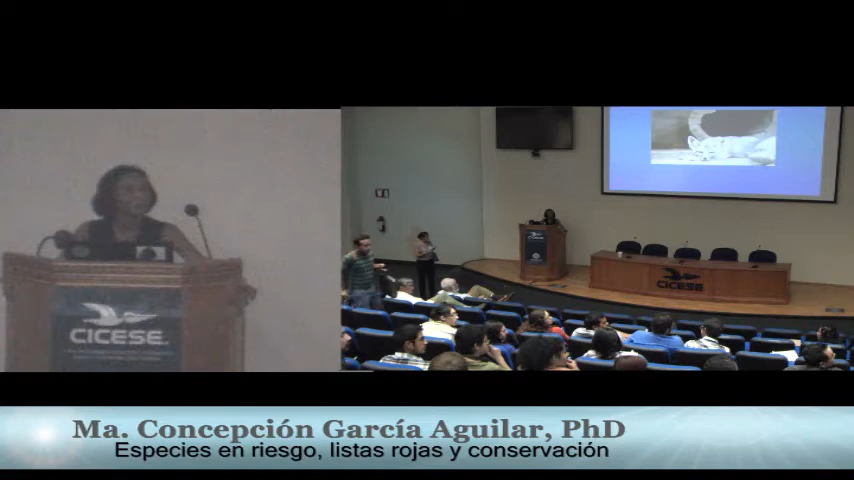 CICESE
CICESE
Ma. Concepción García Aguilar, PhD
Especies en riesgo, listas rojas y conservación